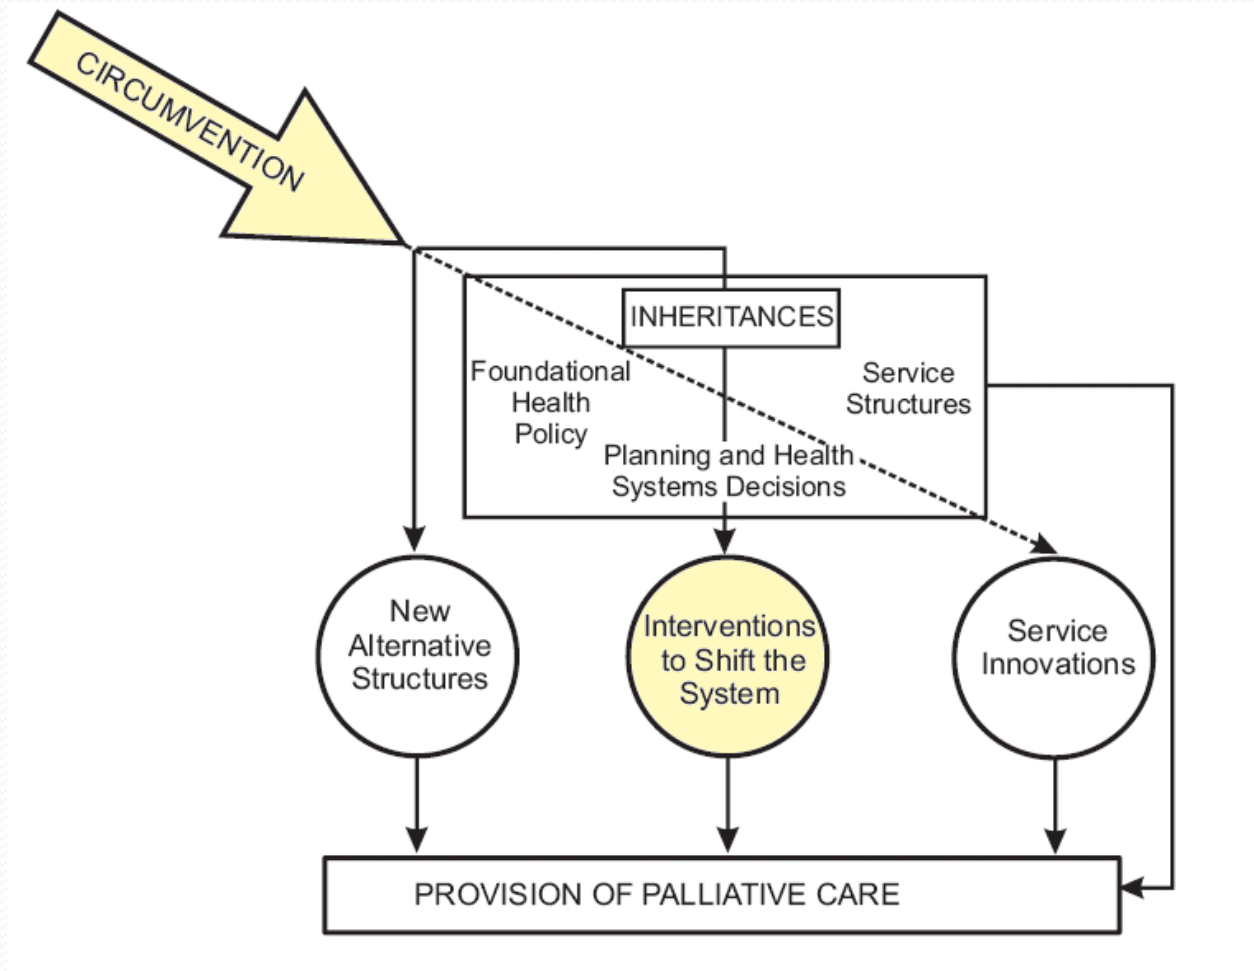 CIRCUMVENTION
INHERITANCES
Foundational
Health
Policy
Service
Structures
Planning and Health
Systems Decisions
New
Alternative
Structures
Interventions
to Shift the
System
Service
Innovations
PROVISION OF PALLIATIVE CARE